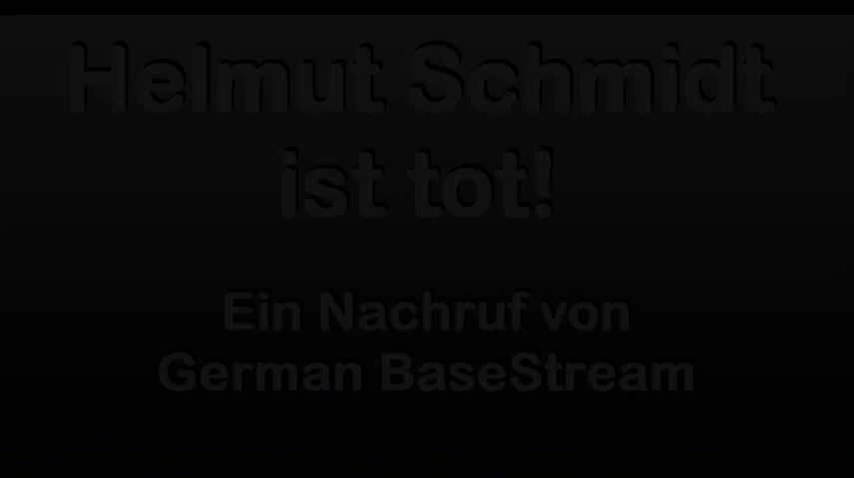 Helmut Schmidt
ist tot!
Ein Nachruf von
German BaseStream